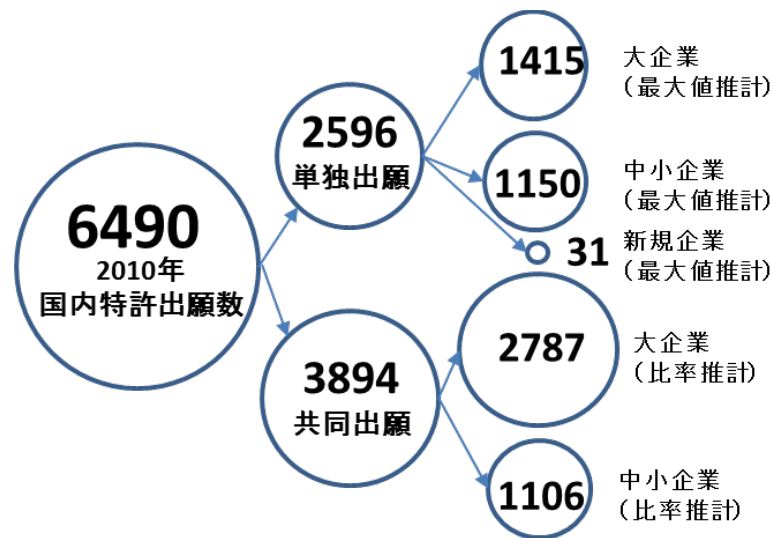 6490
2010年
国内特許出願数
2596
単独出願
3894
共同出願
1415
大企業
（最大値推計）
1150
中小企業
（最大値推計）
31
新規企業
（最大値推計）
2787
大企業
（比率推計）
1106
中小企業
（比率推計）